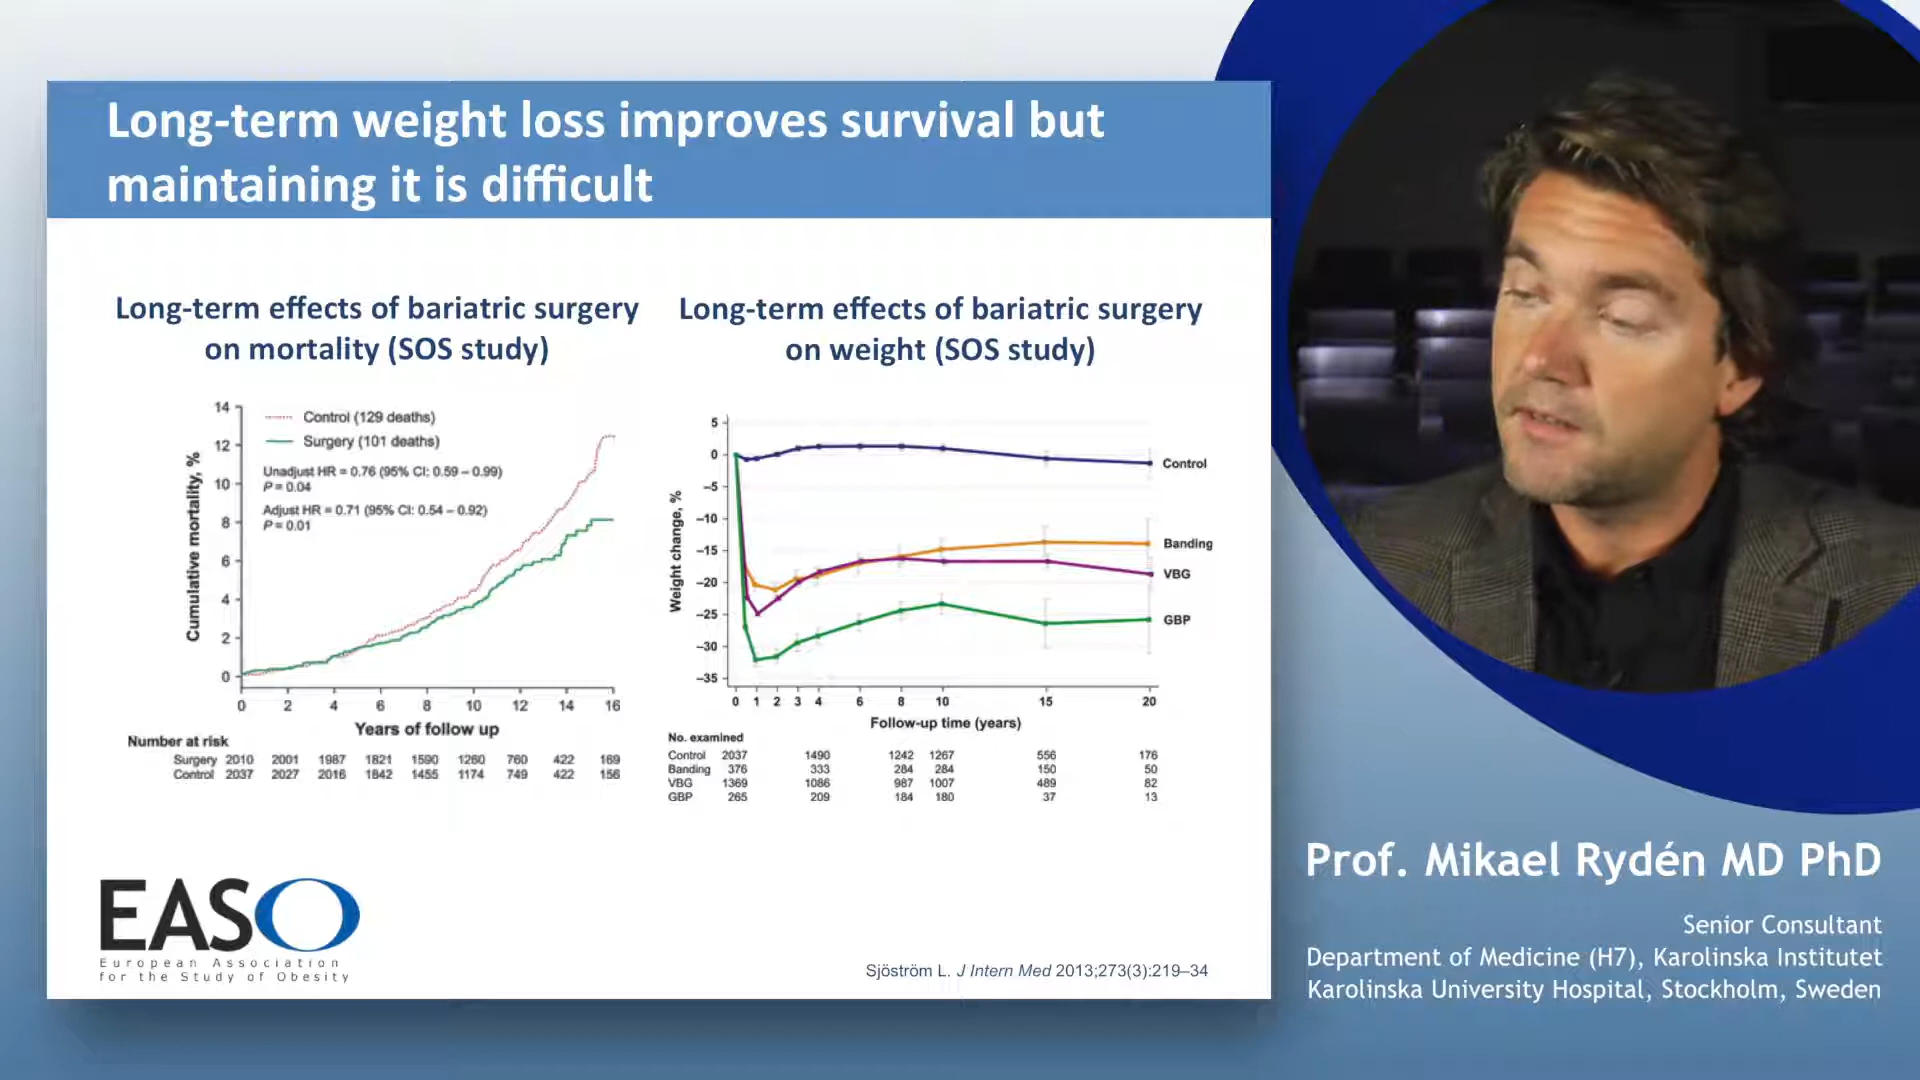 Long-term weight loss improves survival but
maintaining it is difficult
Long-term effects of bariatric surgery
on mortality (SOS study)
14
12
10
8
6
4
2
0
Cumulative mortality, %
Control (129 deaths)
Surgery (101 deaths)
Unadjust HR = 0.76 (95% CI: 0.59 – 0.99)
P = 0.04
Adjust HR = 0.71 (95% CI: 0.54 – 0.92)
P = 0.01
0 2 4 6 8 10 12 14 16
Years of follow up
Number at risk
Surgery 2010 2001 1987 1821 1590 1260 760 422 169
Control 2037 2027 2016 1842 1455 1174 749 422 156
Long-term effects of bariatric surgery
on weight (SOS study)
5
0
–5
–10
–15
–20
–25
–30
–35
Weight change, %
Control
Banding
VBG
GBP
0 1 2 3 4 6 8 10 15 20
Follow-up time (years)
No. examined
Control 2037 1490 1242 1267 556 176
Banding 376 333 284 284 150 50
VBG 1369 1086 987 1007 489 82
GBP 265 209 184 180 37 13
EASO
European Association
for the Study of Obesity
Sjöström L. J Intern Med 2013;273(3):219–34
Prof. Mikael Rydén MD PhD
Senior Consultant
Department of Medicine (H7), Karolinska Institutet
Karolinska University Hospital, Stockholm, Sweden